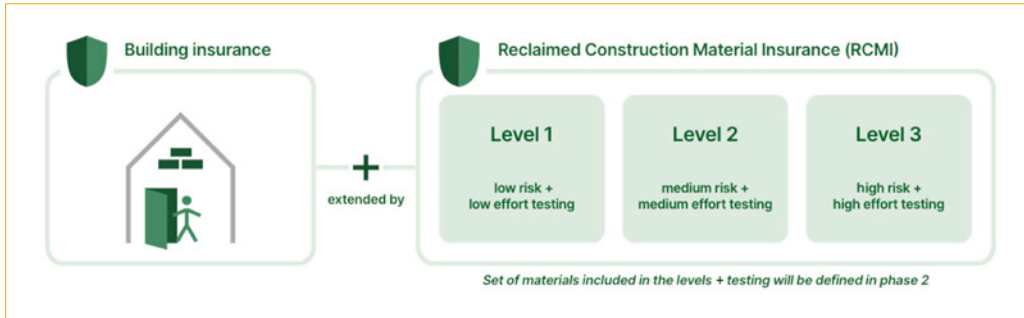 Building insurance
Reclaimed Construction Material Insurance (RCMI)
extended by
Level 1
low risk +
low effort testing
Level 2
medium risk +
medium effort testing
Level 3
high risk +
high effort testing
Set of materials included in the levels + testing will be defined in phase 2